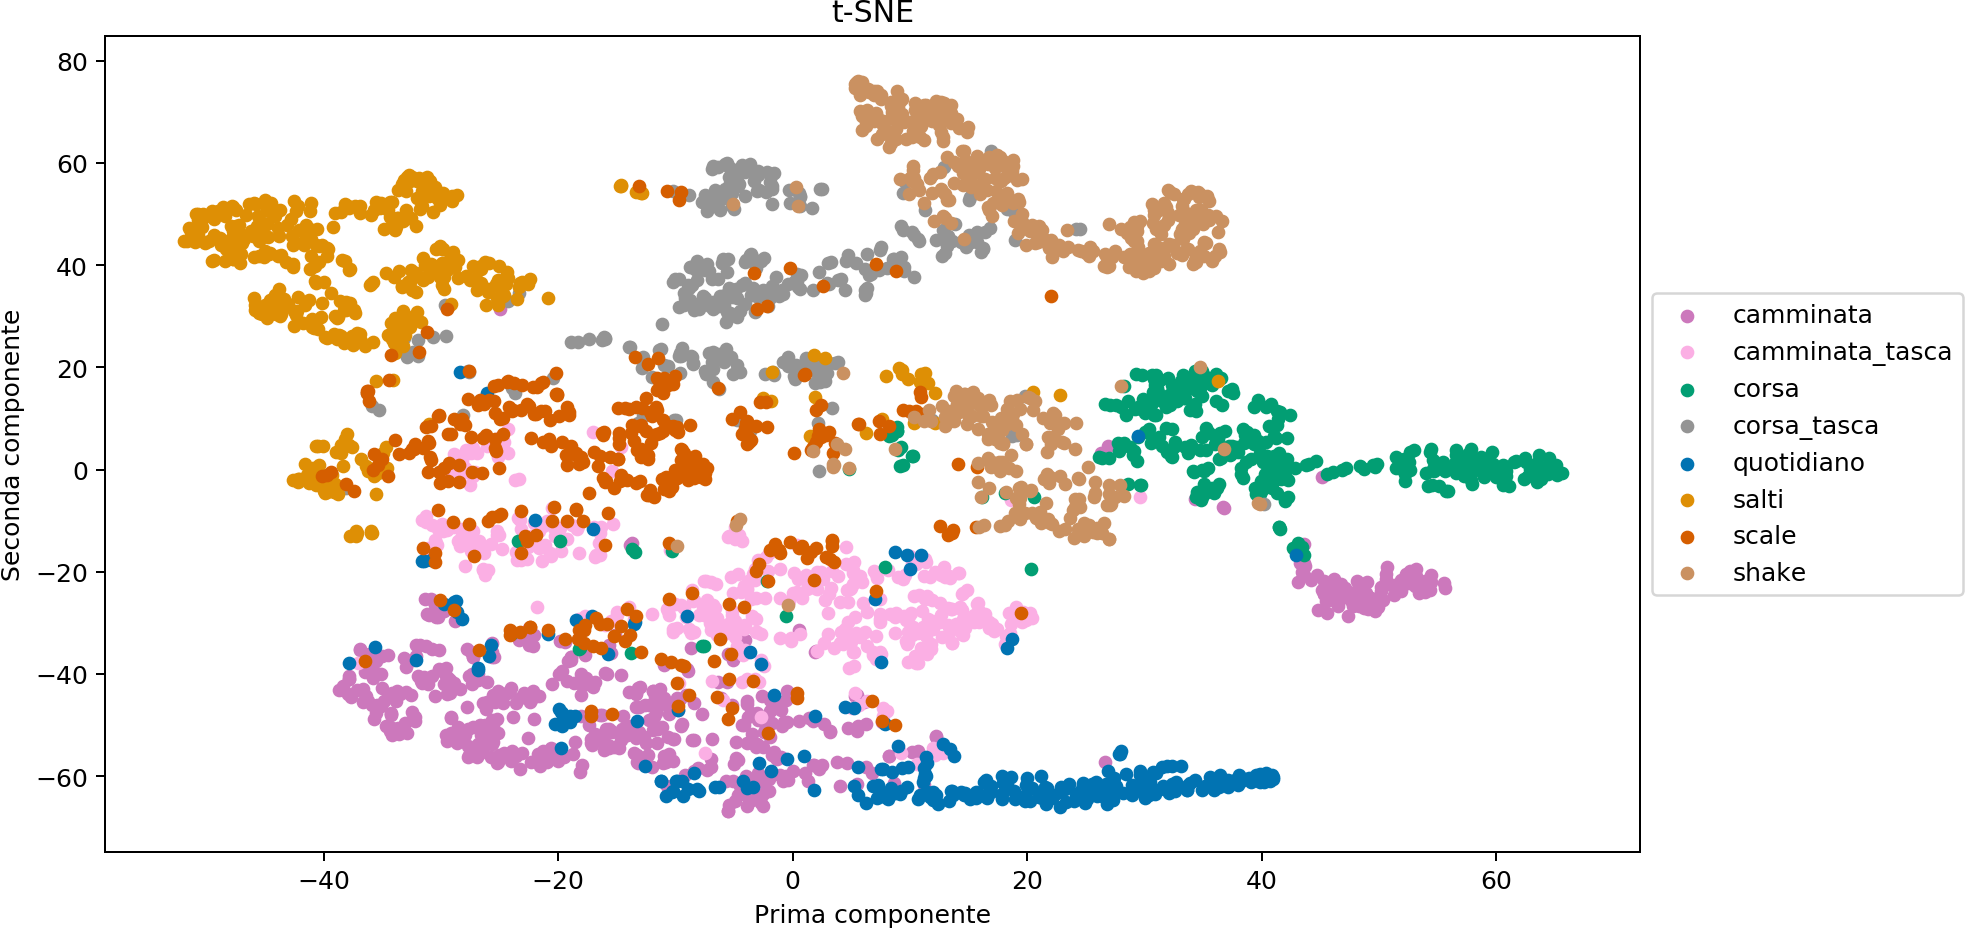 t-SNE
80
60
40
20
0
−20
−40
−60
Seconda componente
−40
−20
0
20
40
60
Prima componente
camminata
camminata_tasca
corsa
corsa_tasca
quotidiano
salti
scale
shake